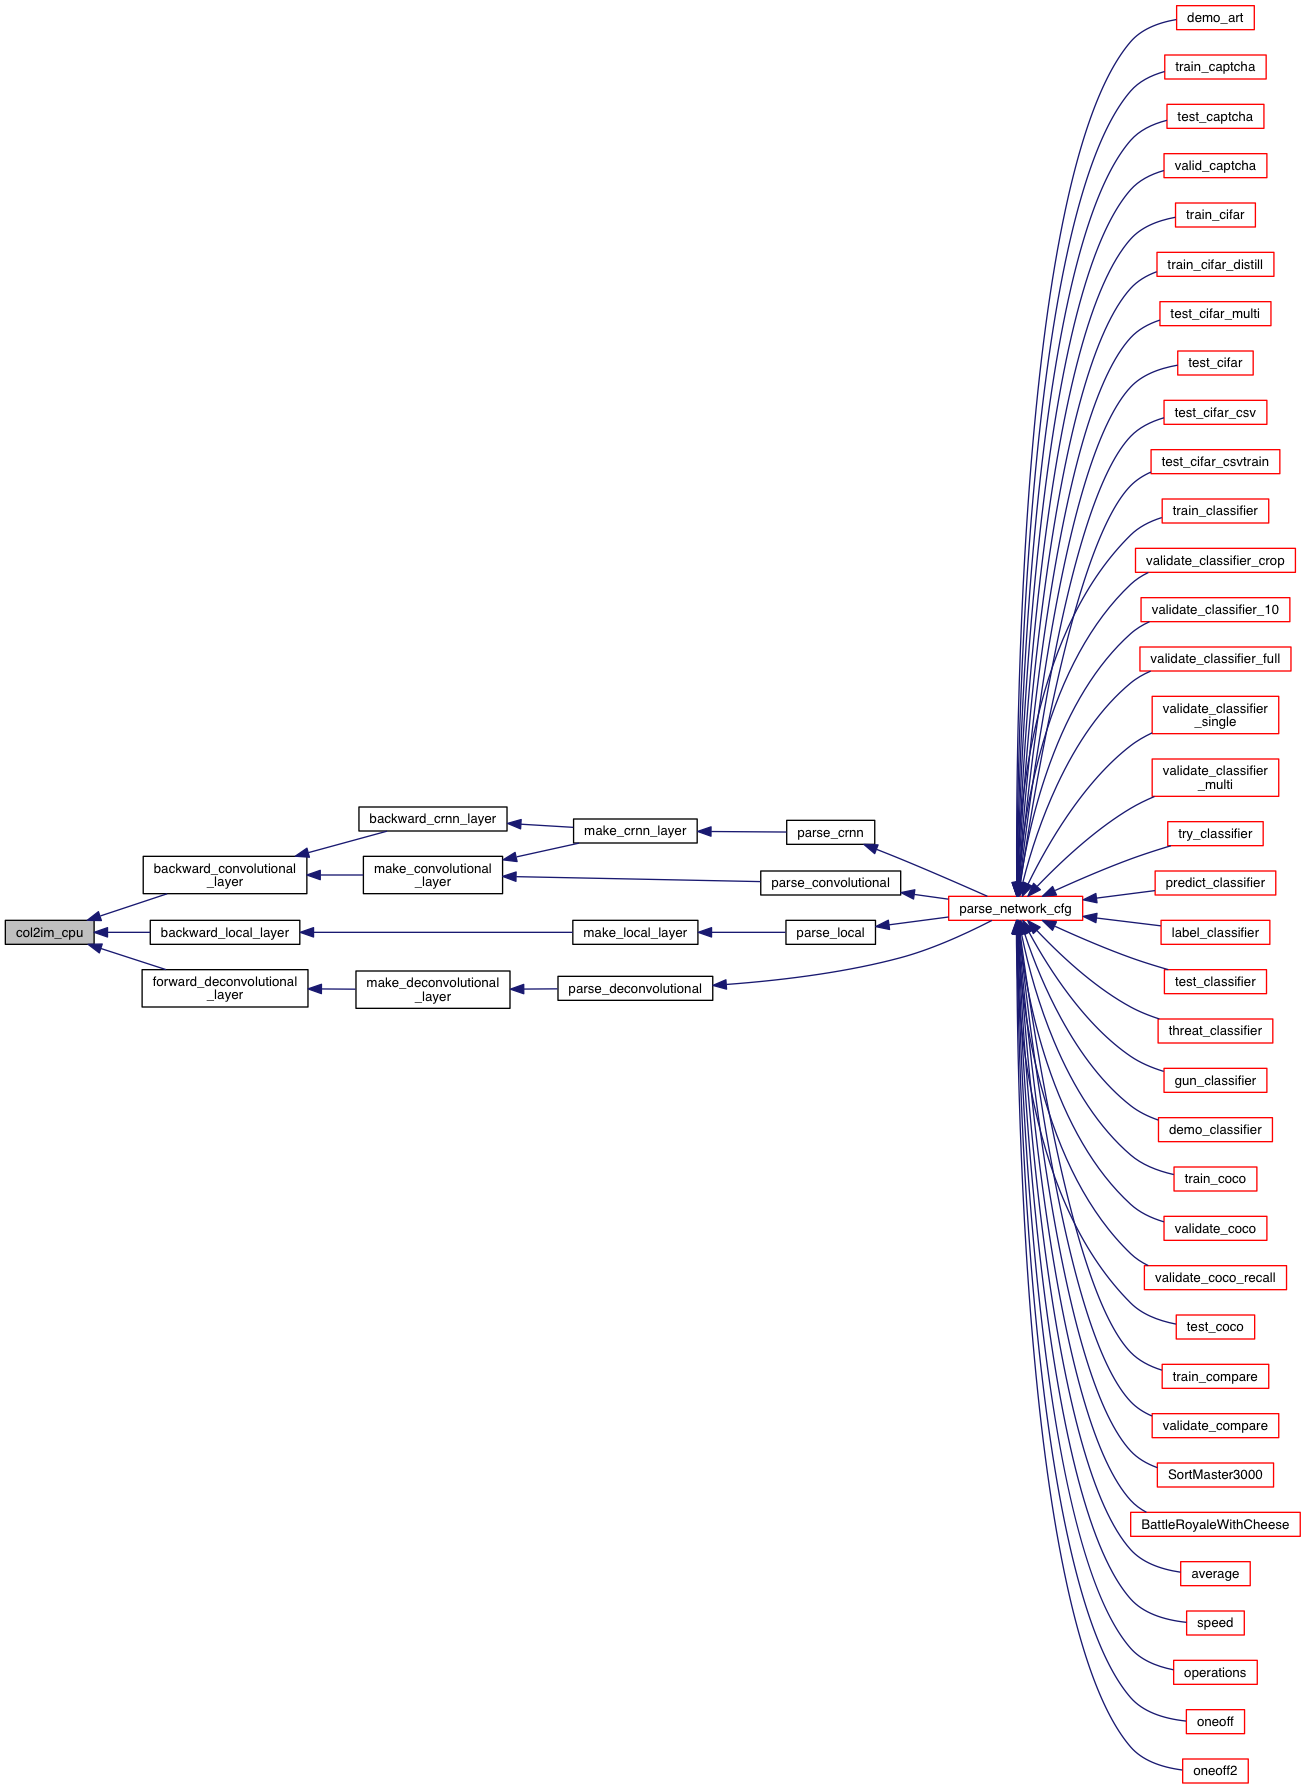 demo_art
train_captcha
test_captcha
valid_captcha
train_cifar
train_cifar_distill
test_cifar_multi
test_cifar
test_cifar_csv
test_cifar_csvtrain
train_classifier
validate_classifier_crop
validate_classifier_10
validate_classifier_full
validate_classifier
_single
validate_classifier
_multi
backward_crnn_layer
make_crnn_layer
parse_crnn
try_classifier
backward_convolutional
_layer
make_convolutional
_layer
parse_convolutional
predict_classifier
parse_network_cfg
col2im_cpu
backward_local_layer
make_local_layer
parse_local
label_classifier
forward_deconvolutional
_layer
make_deconvolutional
_layer
parse_deconvolutional
test_classifier
threat_classifier
gun_classifier
demo_classifier
train_coco
validate_coco
validate_coco_recall
test_coco
train_compare
validate_compare
SortMaster3000
BattleRoyaleWithCheese
average
speed
operations
oneoff
oneoff2